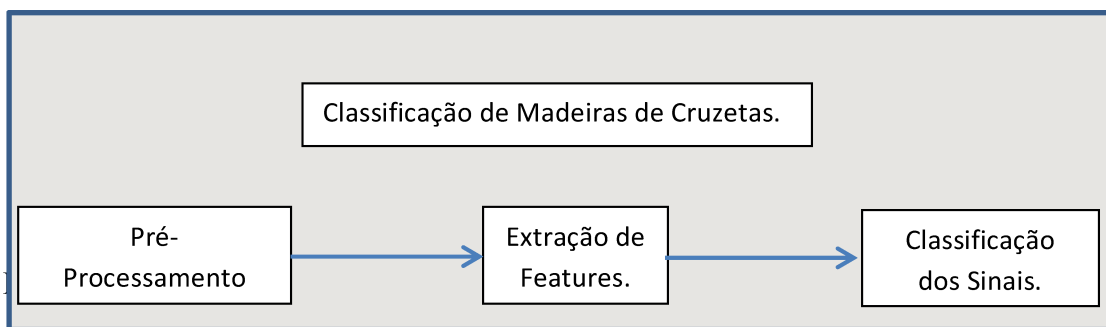 Classificação de Madeiras de Cruzetas.
Pré-
Processamento
Extração de
Features.
Classificação
dos Sinais.